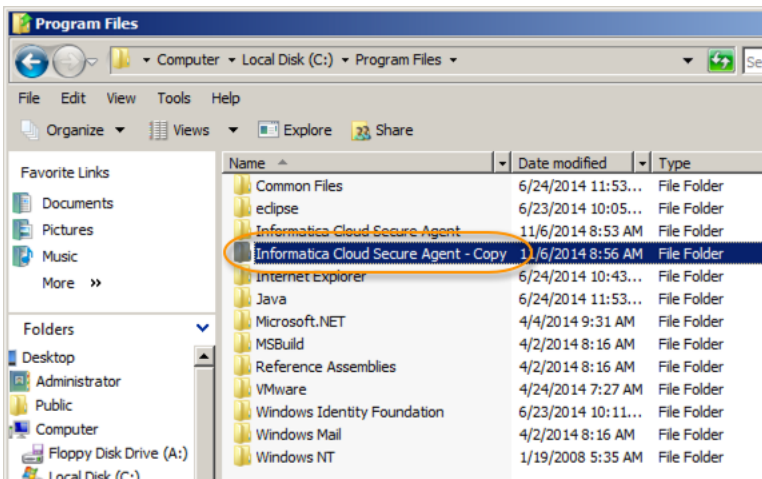 Program Files
Computer Local Disk (C:) Program Files
Se
File Edit View Tools Help
Organize Views Explore Share
Favorite Links
Documents
Pictures
Music
More »
Folders
Desktop
Administrator
Public
Computer
Floppy Disk Drive (A:)
Local Disk (C:)
Name Date modified Type
Common Files 6/24/2014 11:53... File Folder
eclipse 6/23/2014 10:05... File Folder
Informatica Cloud Secure Agent 11/6/2014 8:53 AM File Folder
Informatica Cloud Secure Agent - Copy 11/6/2014 8:56 AM File Folder
Internet Explorer 6/24/2014 10:43... File Folder
Java 6/24/2014 11:53... File Folder
Microsoft.NET 4/4/2014 9:31 AM File Folder
MSBuild 4/2/2014 8:16 AM File Folder
Reference Assemblies 4/2/2014 8:16 AM File Folder
VMware 4/24/2014 7:27 AM File Folder
Windows Identity Foundation 6/23/2014 10:11... File Folder
Windows Mail 4/2/2014 8:16 AM File Folder
Windows NT 1/19/2008 5:35 AM File Folder